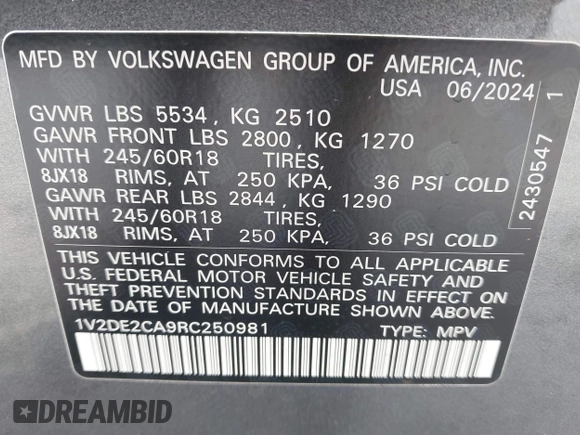 MFD BY VOLKSWAGEN GROUP OF AMERICA, INC.
USA 06/2024
GVWR LBS 5534, KG 2510
GAWR FRONT LBS 2800, KG 1270
WITH 245/60R18 TIRES,
8JX18 RIMS, AT 250 KPA, 36 PSI COLD
GAWR REAR LBS 2844, KG 1290
WITH 245/60R18 TIRES,
8JX18 RIMS, AT 250 KPA, 36 PSI COLD
THIS VEHICLE CONFORMS TO ALL APPLICABLE
U.S. FEDERAL MOTOR VEHICLE SAFETY AND
THEFT PREVENTION STANDARDS IN EFFECT ON
THE DATE OF MANUFACTURE SHOWN ABOVE.
1V2DE2CA9RC250981 TYPE: MPV
2430547 1
DREAMBID